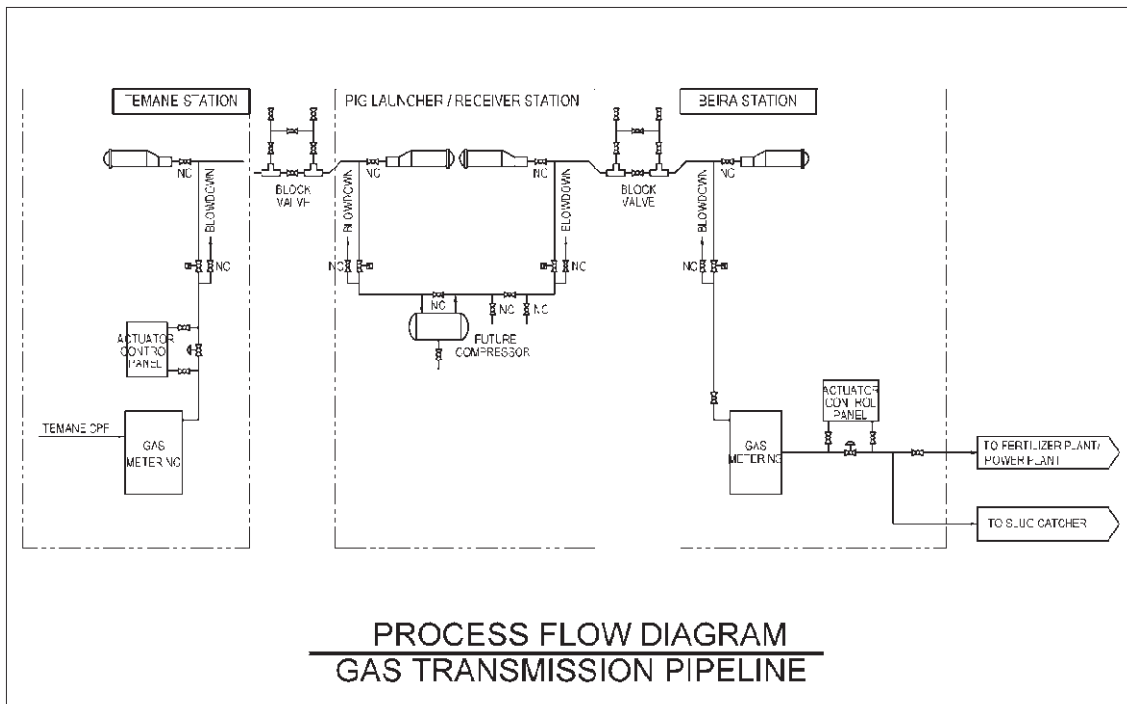 TEMANE STATION
PIG LAUNCHER / RECEIVER STATION
BEIRA STATION
NC
BLOWDOWN
NC
ACTUATOR
CONTROL
PANEL
TEMANE CPF
GAS
METERING
BLOCK
VALVE
NC
BLOWDOWN
NC
NC
BLOWDOWN
NC
NC
NC
NC
FUTURE
COMPRESSOR
BLOCK
VALVE
NC
BLOWDOWN
NC
GAS
METERING
ACTUATOR
CONTROL
PANEL
TO FERTILIZER PLANT/
POWER PLANT
TO SLUG CATCHER
PROCESS FLOW DIAGRAM
GAS TRANSMISSION PIPELINE